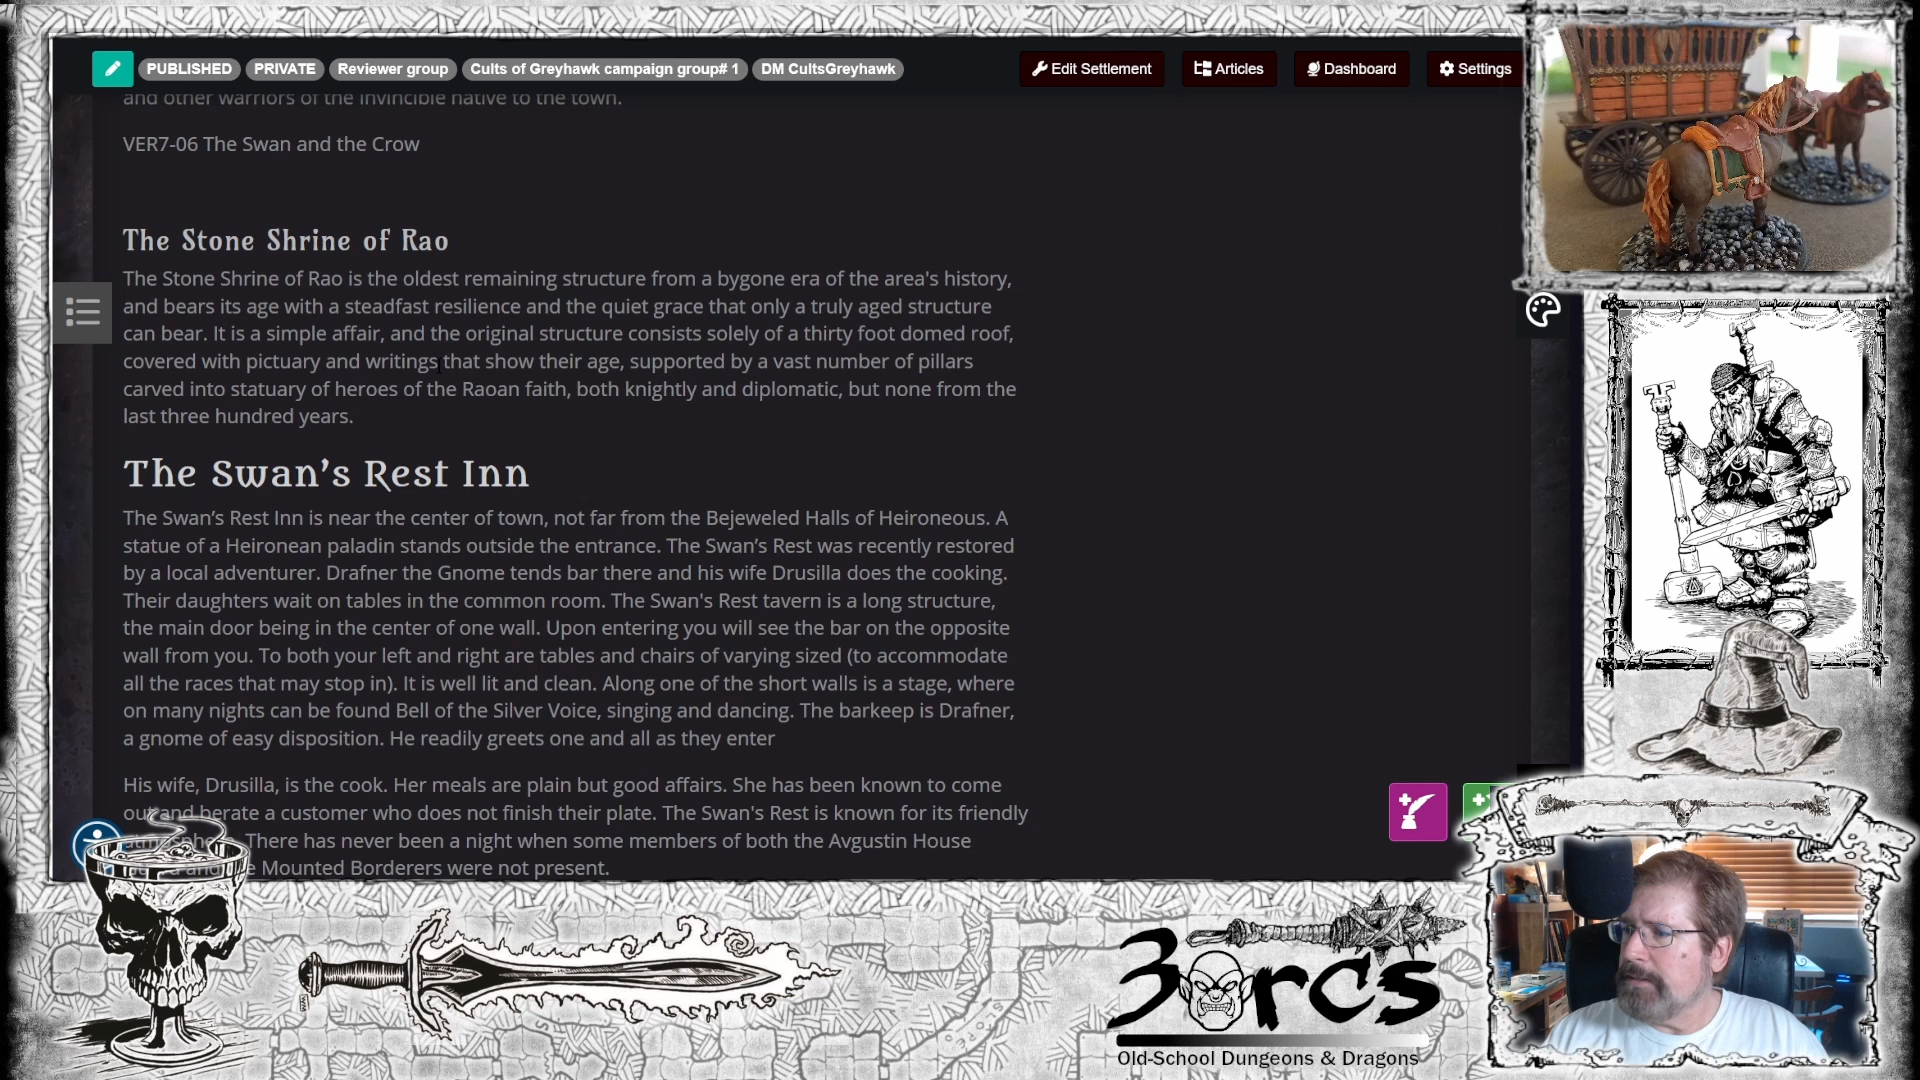 PUBLISHED PRIVATE Reviewer group Cults of Greyhawk campaign group# 1 DM CultsGreyhawk Edit Settlement Articles Dashboard Settings
and other warriors of the invincible native to the town.
VER7-06 The Swan and the Crow
The Stone Shrine of Rao
The Stone Shrine of Rao is the oldest remaining structure from a bygone era of the area's history,
and bears its age with a steadfast resilience and the quiet grace that only a truly aged structure
can bear. It is a simple affair, and the original structure consists solely of a thirty foot domed roof,
covered with pictuary and writings that show their age, supported by a vast number of pillars
carved into statuary of heroes of the Raoan faith, both knightly and diplomatic, but none from the
last three hundred years.
The Swan's Rest Inn
The Swan's Rest Inn is near the center of town, not far from the Bejeweled Halls of Heironeous. A
statue of a Heironean paladin stands outside the entrance. The Swan's Rest was recently restored
by a local adventurer. Drafner the Gnome tends bar there and his wife Drusilla does the cooking.
Their daughters wait on tables in the common room. The Swan's Rest tavern is a long structure,
the main door being in the center of one wall. Upon entering you will see the bar on the opposite
wall from you. To both your left and right are tables and chairs of varying sized (to accommodate
all the races that may stop in). It is well lit and clean. Along one of the short walls is a stage, where
on many nights can be found Bell of the Silver Voice, singing and dancing. The barkeep is Drafner,
a gnome of easy disposition. He readily greets one and all as they enter
His wife, Drusilla, is the cook. Her meals are plain but good affairs. She has been known to come
out and berate a customer who does not finish their plate. The Swan's Rest is known for its friendly
There has never been a night when some members of both the Avgustin House
Mounted Borderers were not present.
3 orcs
Old-School Dungeons & Dragons